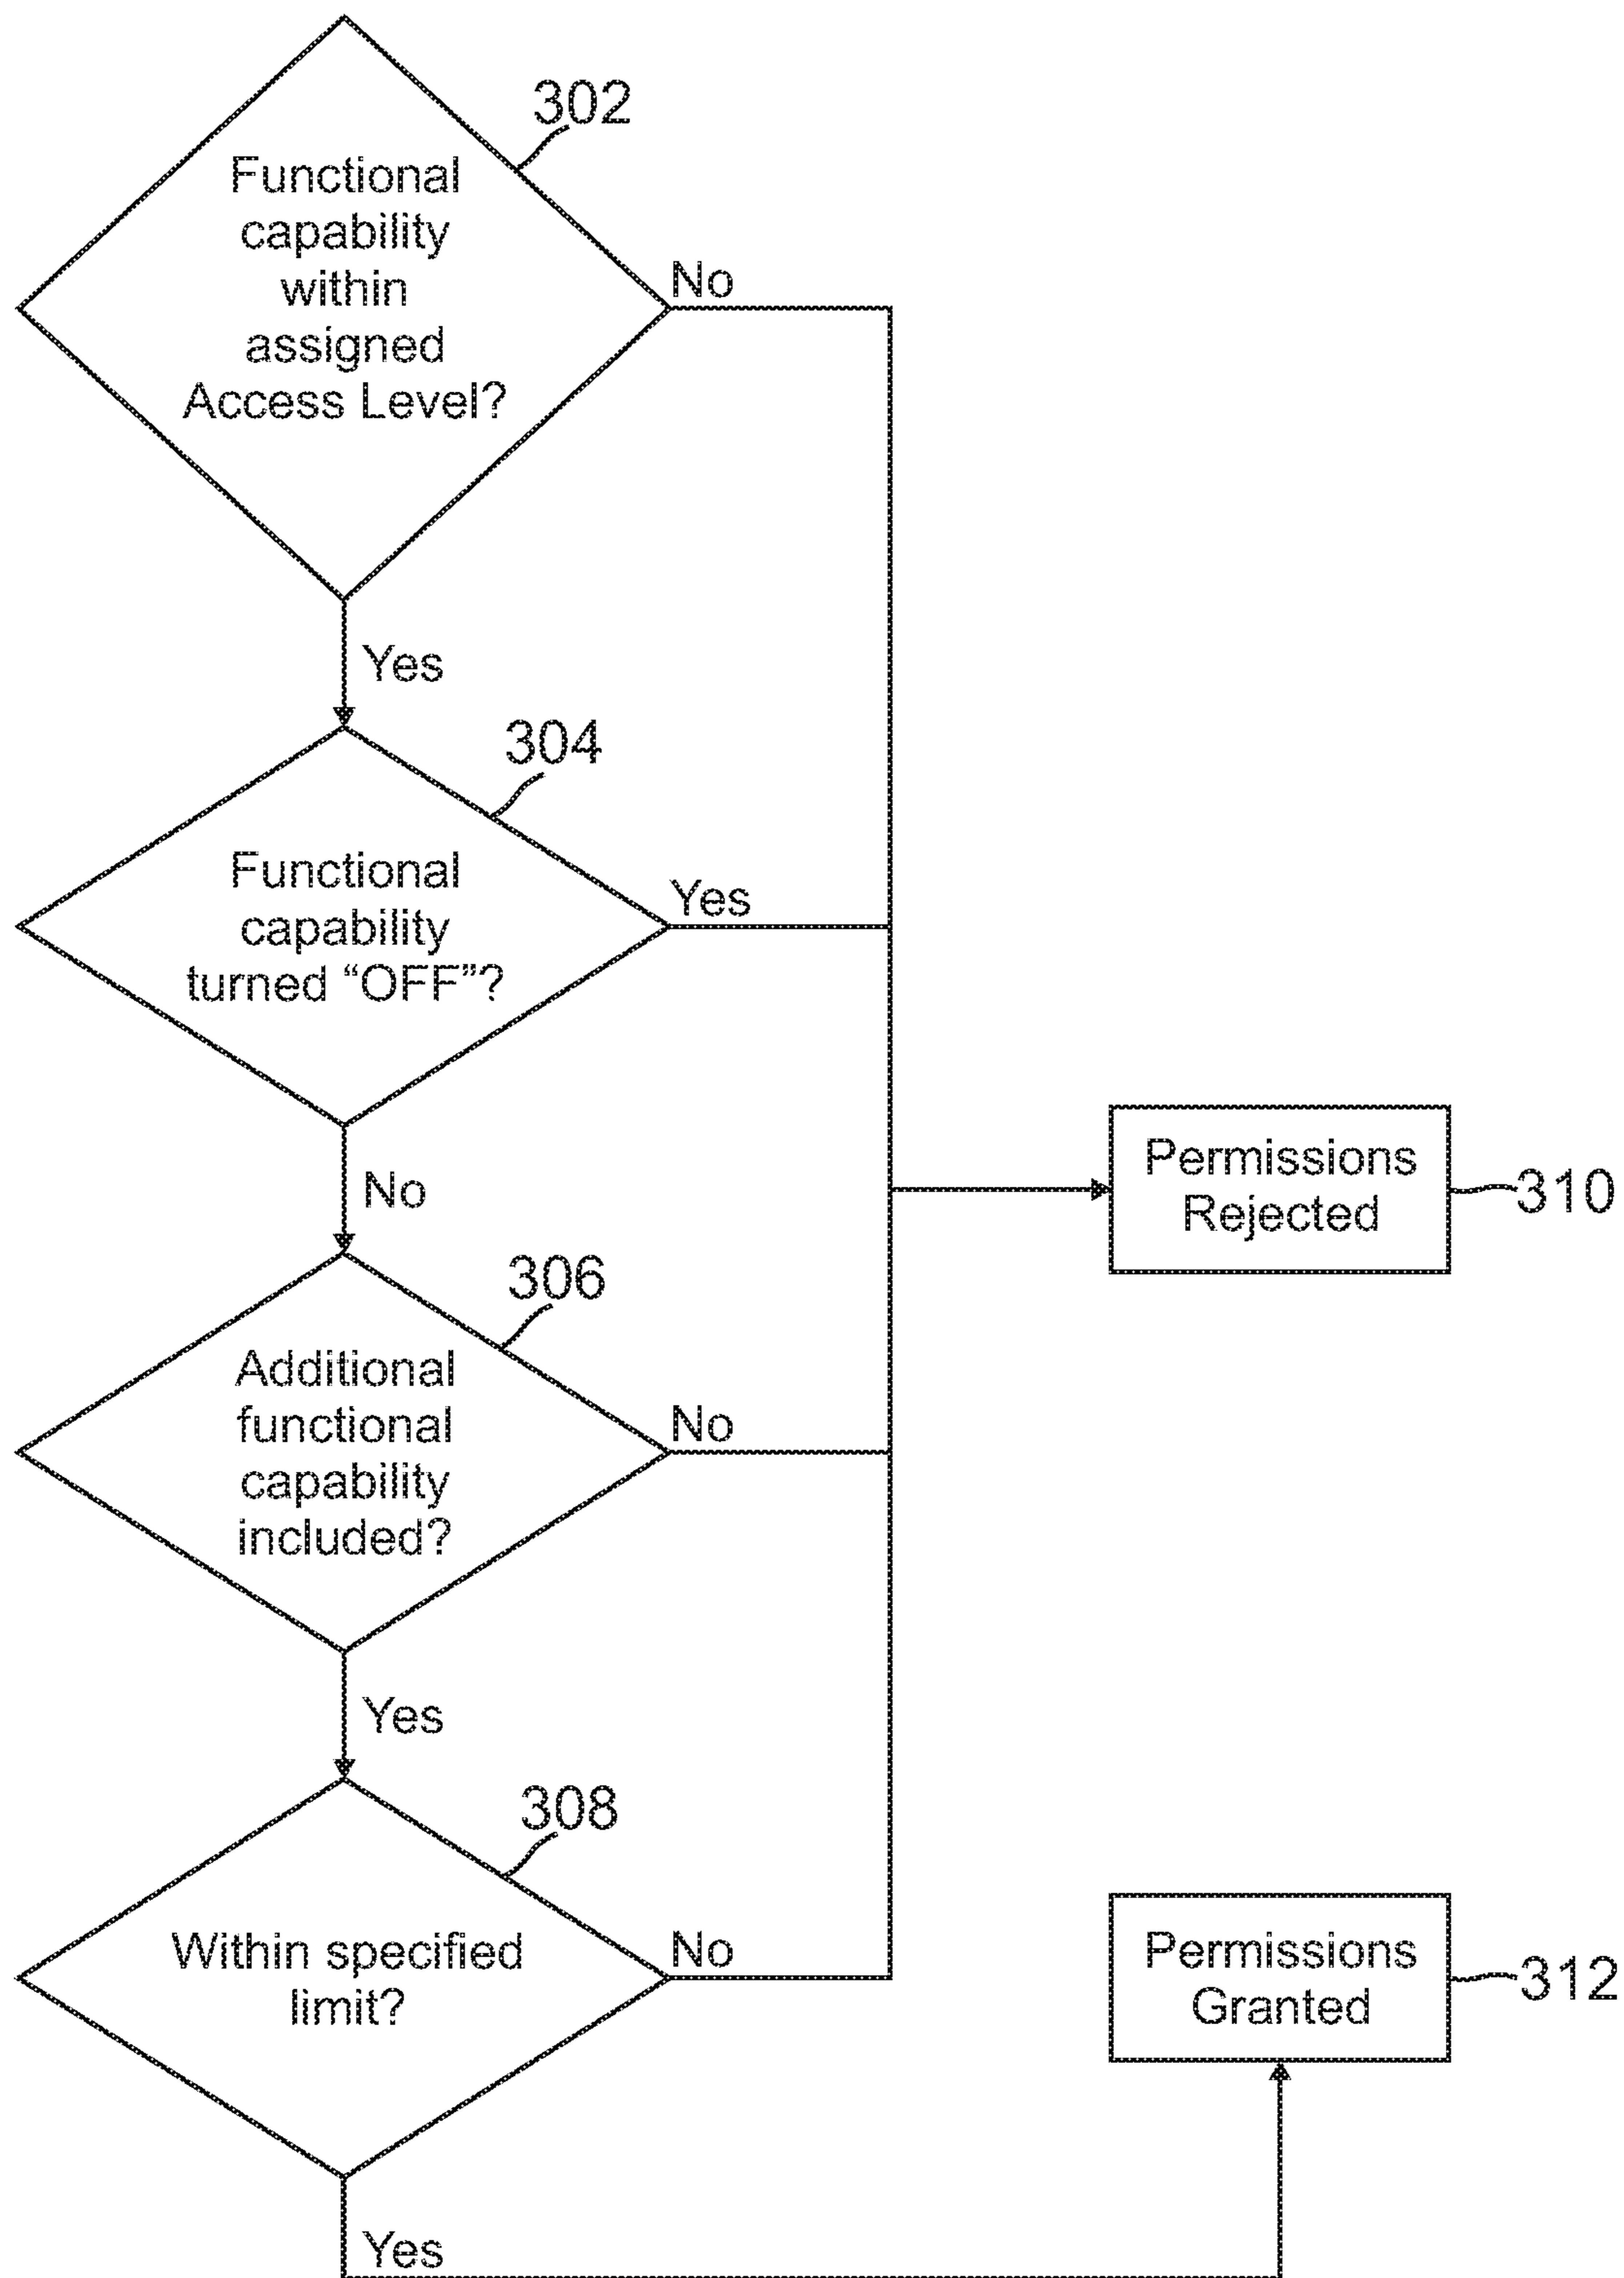 302
Functional
capability
within
assigned
Access Level?
No
Yes
304
Functional
capability
turned “OFF”?
Yes
No
306
Additional
functional
capability
included?
No
Yes
308
Within specified
limit?
No
Yes
Permissions
Rejected
310
Permissions
Granted
312